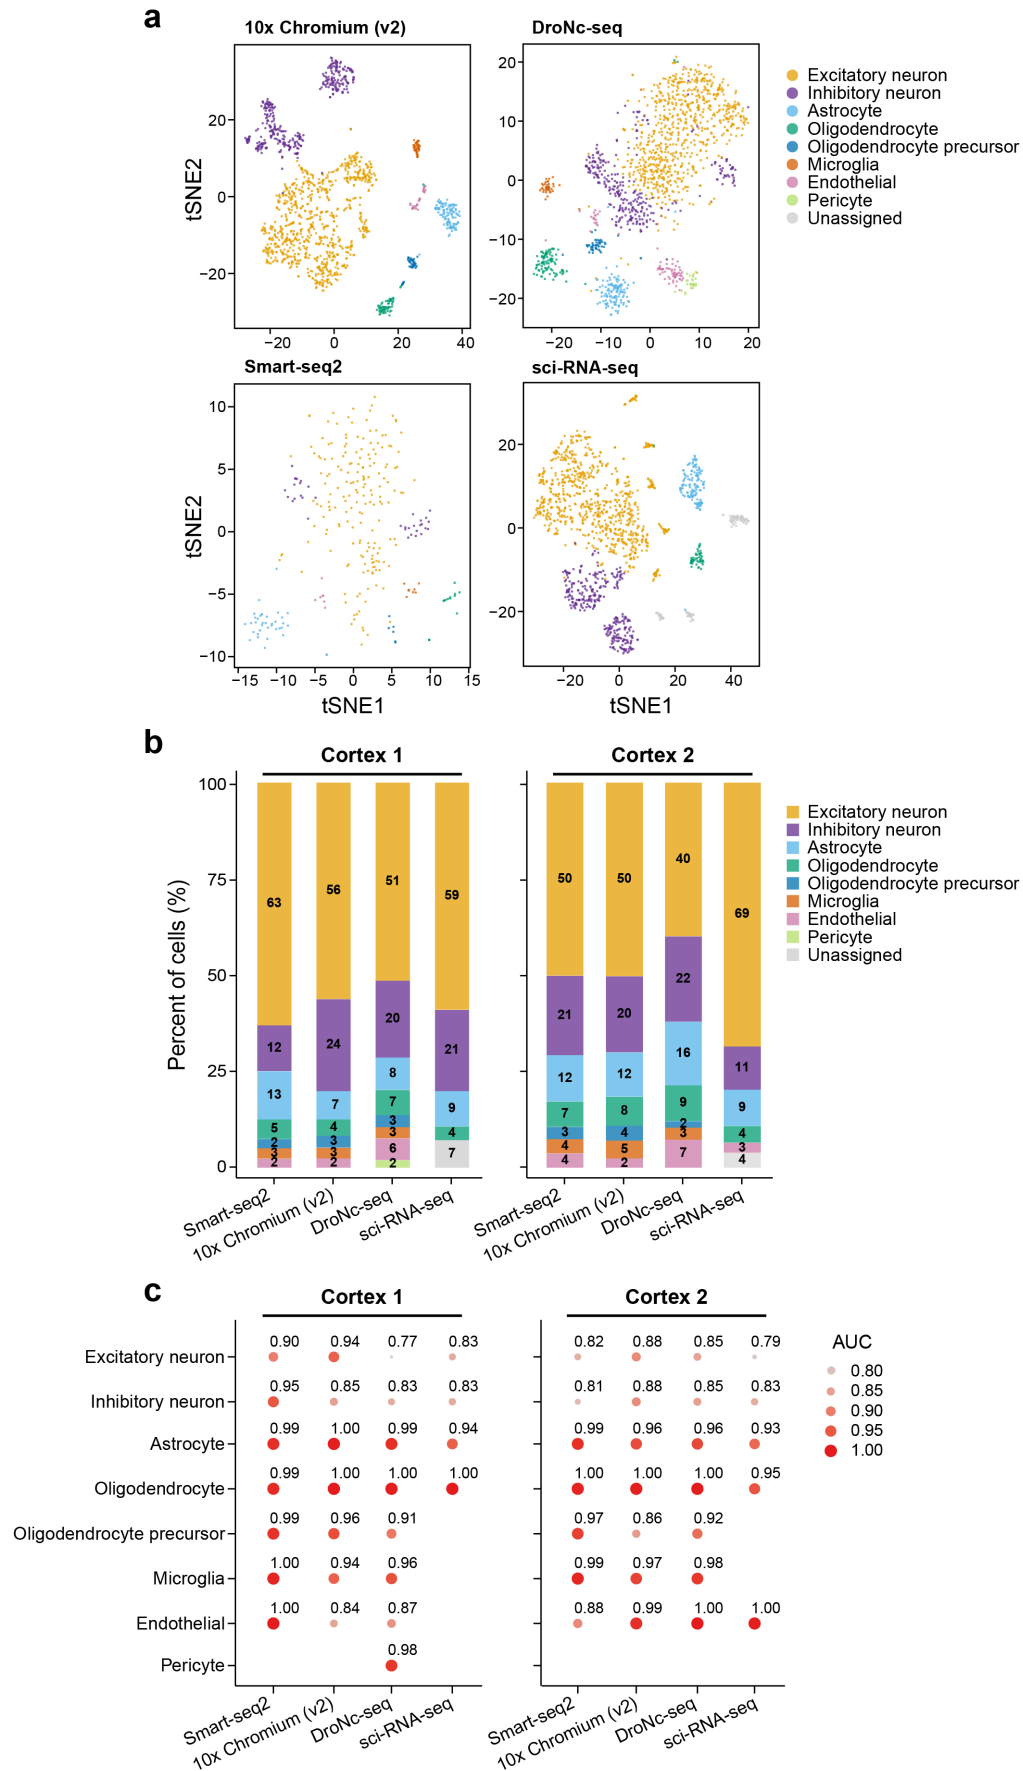 a
10x Chromium (v2)
DroNc-seq
tSNE2
20
0
−20
−20
0
20
40
20
10
0
−10
−20
−20
−10
0
10
20
Excitatory neuron
Inhibitory neuron
Astrocyte
Oligodendrocyte
Oligodendrocyte precursor
Microglia
Endothelial
Pericyte
Unassigned
Smart-seq2
sci-RNA-seq
tSNE2
10
5
0
−5
−10
−15
−10
−5
0
5
10
15
tSNE1
20
0
−20
−20
0
20
40
tSNE1
b
Cortex 1
Cortex 2
Percent of cells (%)
100
75
50
25
0
63
12
13
5
2
3
2
56
24
7
4
3
3
2
51
20
8
7
3
3
6
2
59
21
9
4
7
50
21
12
7
3
4
4
50
20
12
8
4
5
2
40
22
16
9
2
3
7
69
11
9
4
3
4
Smart-seq2
10x Chromium (v2)
DroNc-seq
sci-RNA-seq
Smart-seq2
10x Chromium (v2)
DroNc-seq
sci-RNA-seq
Excitatory neuron
Inhibitory neuron
Astrocyte
Oligodendrocyte
Oligodendrocyte precursor
Microglia
Endothelial
Pericyte
Unassigned
c
Cortex 1
Cortex 2
Excitatory neuron 0.90 0.94 0.77 0.83 0.82 0.88 0.85 0.79
Inhibitory neuron 0.95 0.85 0.83 0.83 0.81 0.88 0.85 0.83
Astrocyte 0.99 1.00 0.99 0.94 0.99 0.96 0.96 0.93
Oligodendrocyte 0.99 1.00 1.00 1.00 1.00 1.00 1.00 0.95
Oligodendrocyte precursor 0.99 0.96 0.91 0.97 0.86 0.92
Microglia 1.00 0.94 0.96 0.99 0.97 0.98
Endothelial 1.00 0.84 0.87 0.88 0.99 1.00 1.00
Pericyte 0.98
Smart-seq2
10x Chromium (v2)
DroNc-seq
sci-RNA-seq
Smart-seq2
10x Chromium (v2)
DroNc-seq
sci-RNA-seq
AUC
0.80
0.85
0.90
0.95
1.00